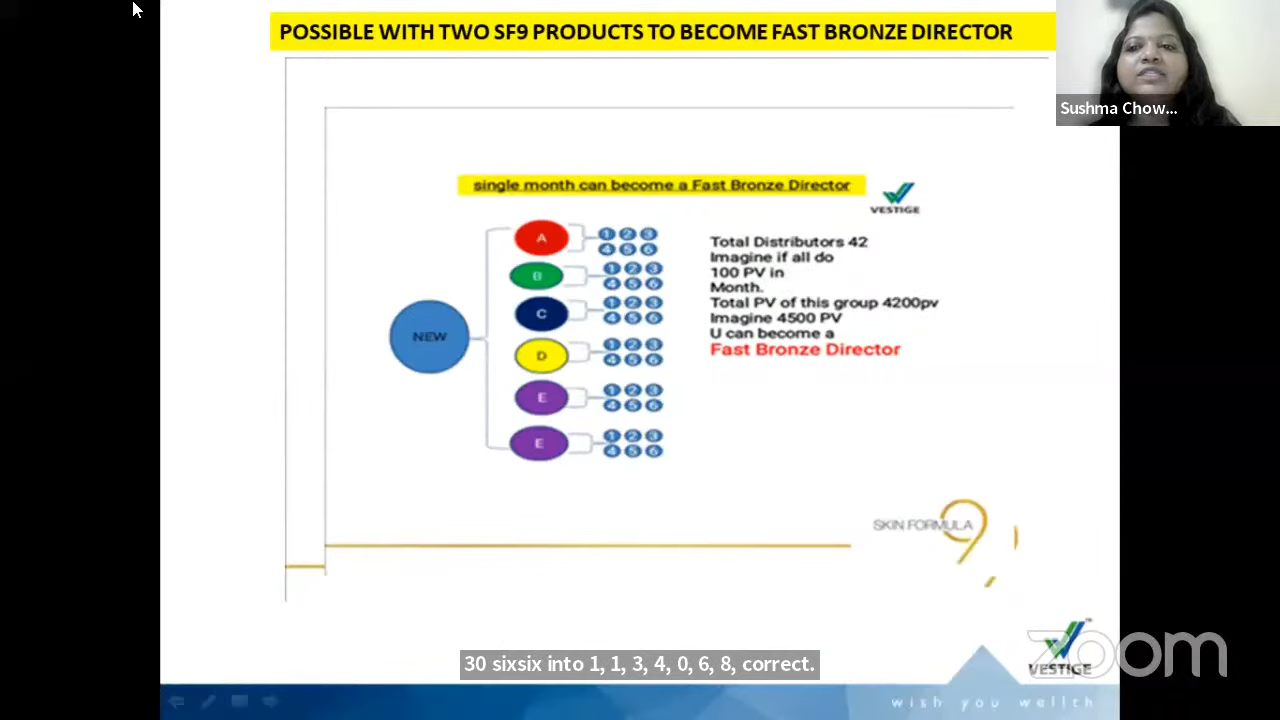 POSSIBLE WITH TWO SF9 PRODUCTS TO BECOME FAST BRONZE DIRECTOR
Sushma Chow...
single month can become a Fast Bronze Director
VESTIGE
A
1 2 3
4 5 6
B
1 2 3
4 5 6
C
1 2 3
4 5 6
NEW
D
1 2 3
4 5 6
E
1 2 3
4 5 6
E
1 2 3
4 5 6
Total Distributors 42
Imagine if all do
100 PV in
Month.
Total PV of this group 4200pv
Imagine 4500 PV
U can become a
Fast Bronze Director
SKIN FORMULA 9
30 sixsix into 1, 1, 3, 4, 0, 6, 8, correct.
zoom
VESTIGE
wish you wellth